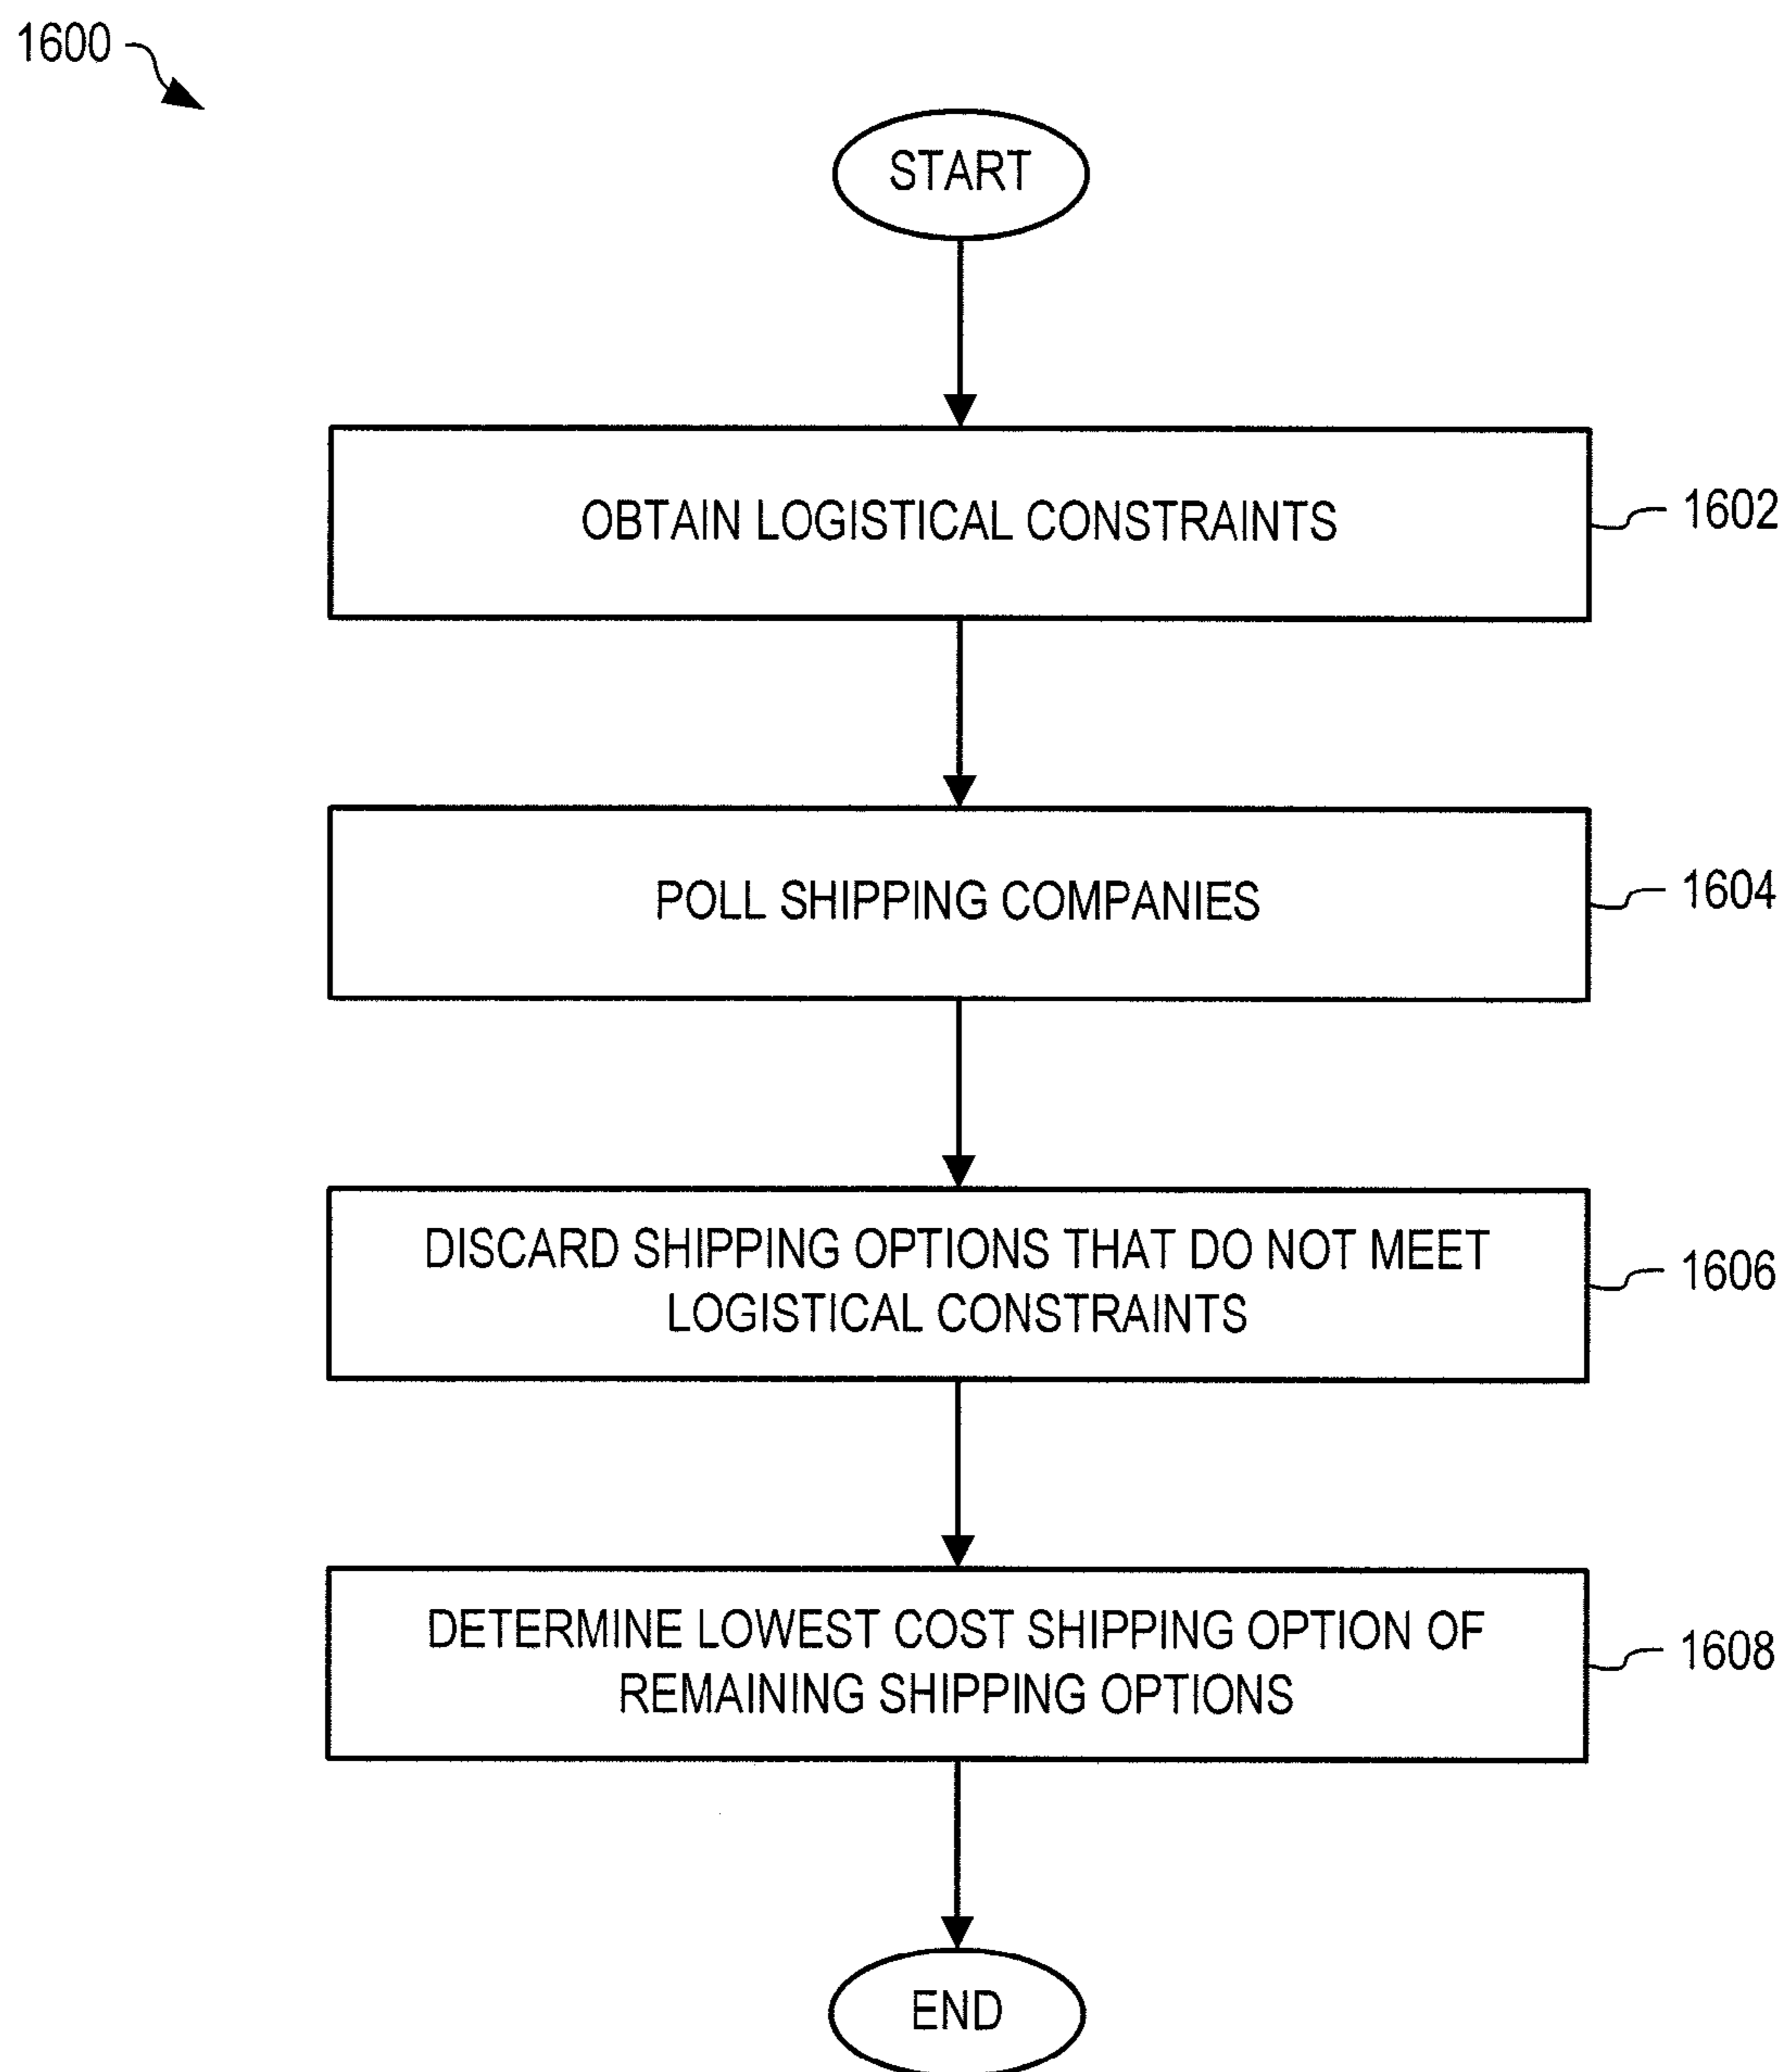 1600
START
OBTAIN LOGISTICAL CONSTRAINTS
1602
POLL SHIPPING COMPANIES
1604
DISCARD SHIPPING OPTIONS THAT DO NOT MEET
LOGISTICAL CONSTRAINTS
1606
DETERMINE LOWEST COST SHIPPING OPTION OF
REMAINING SHIPPING OPTIONS
1608
END